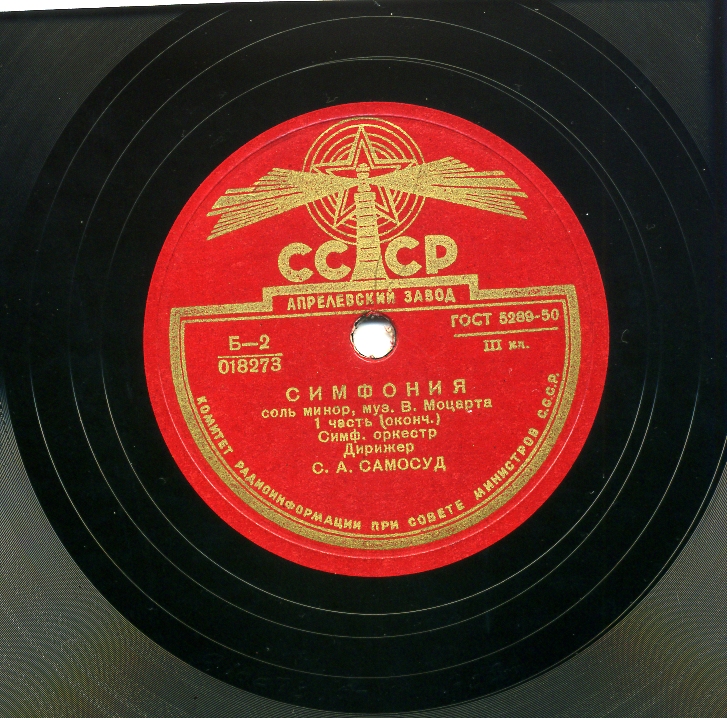 СССР
АПРЕЛЕВСКИЙ ЗАВОД
ГОСТ 5289-50
III кл.
Б—2
018273
СИМФОНИЯ
соль минор, муз. В. Моцарта
1 часть (оконч.)
Симф. оркестр
Дирижер
С. А. САМОСУД
КОМИТЕТ РАДИОИНФОРМАЦИИ ПРИ СОВЕТЕ МИНИСТРОВ С.С.С.Р.